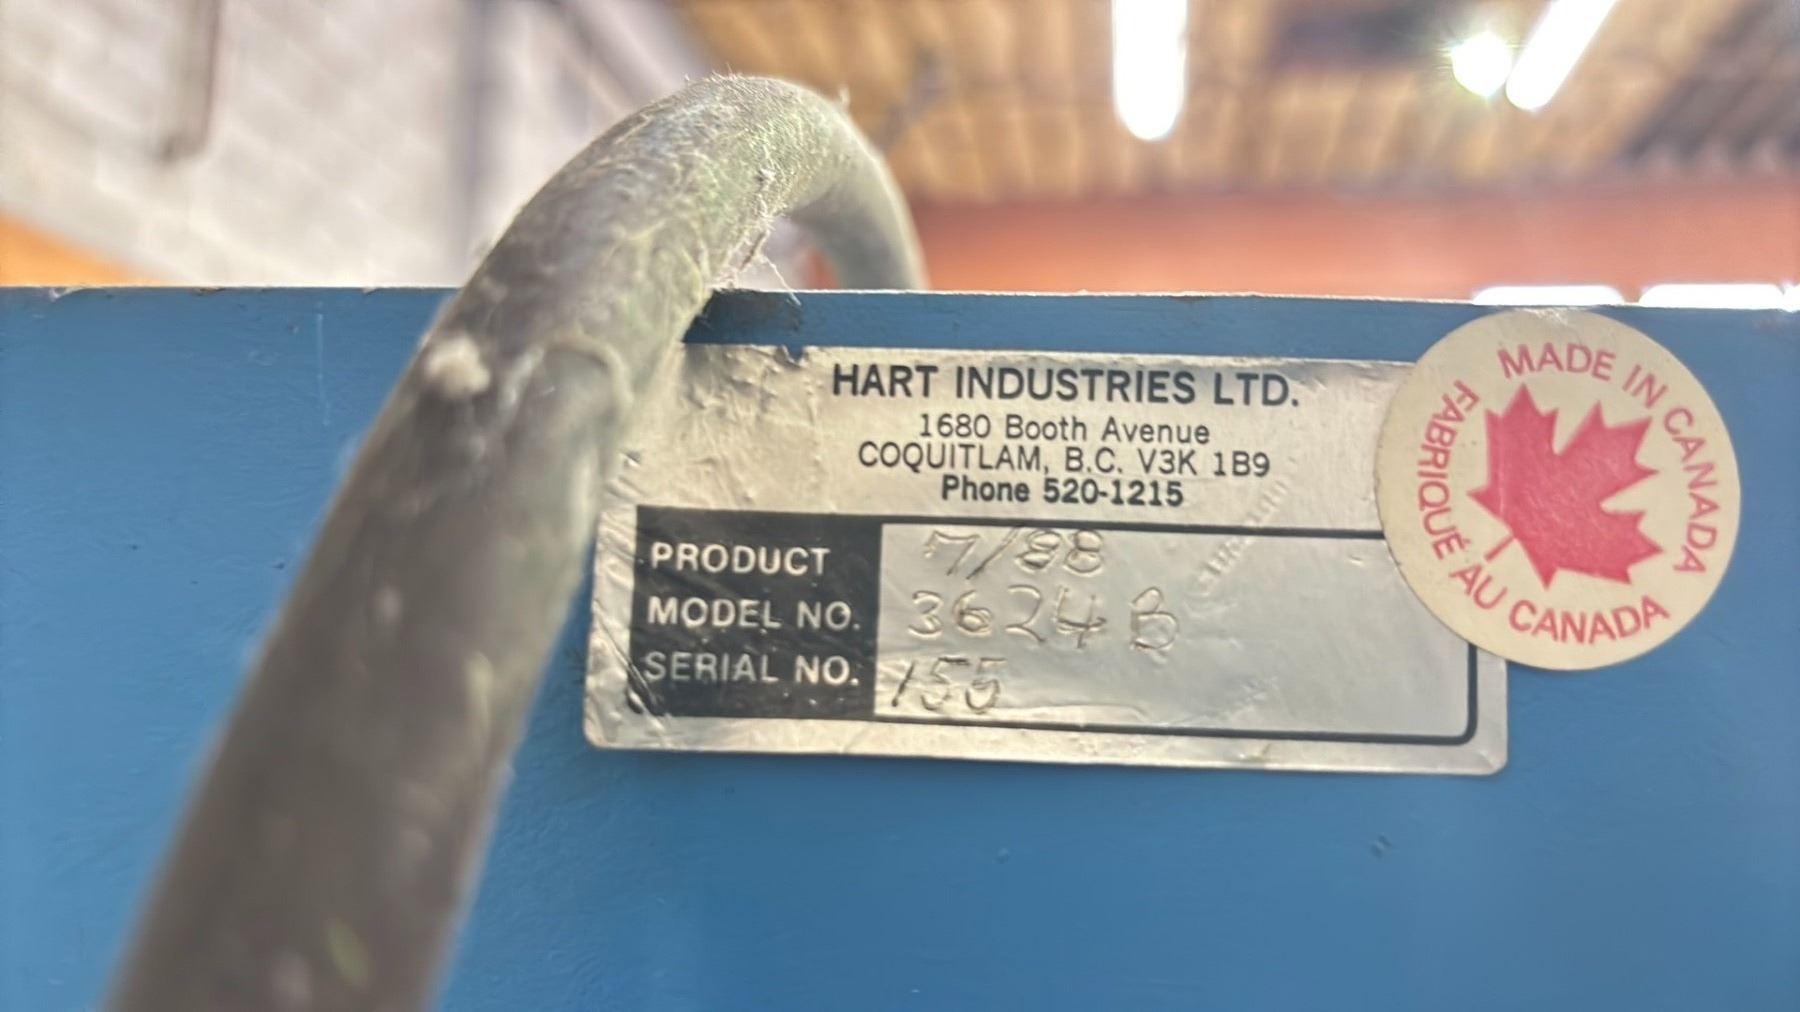 HART INDUSTRIES LTD.
1680 Booth Avenue
COQUITLAM, B.C. V3K 1B9
Phone 520-1215
PRODUCT 7/88
MODEL NO. 3624B
SERIAL NO. 155
MADE IN CANADA
FABRIQUÉ AU CANADA